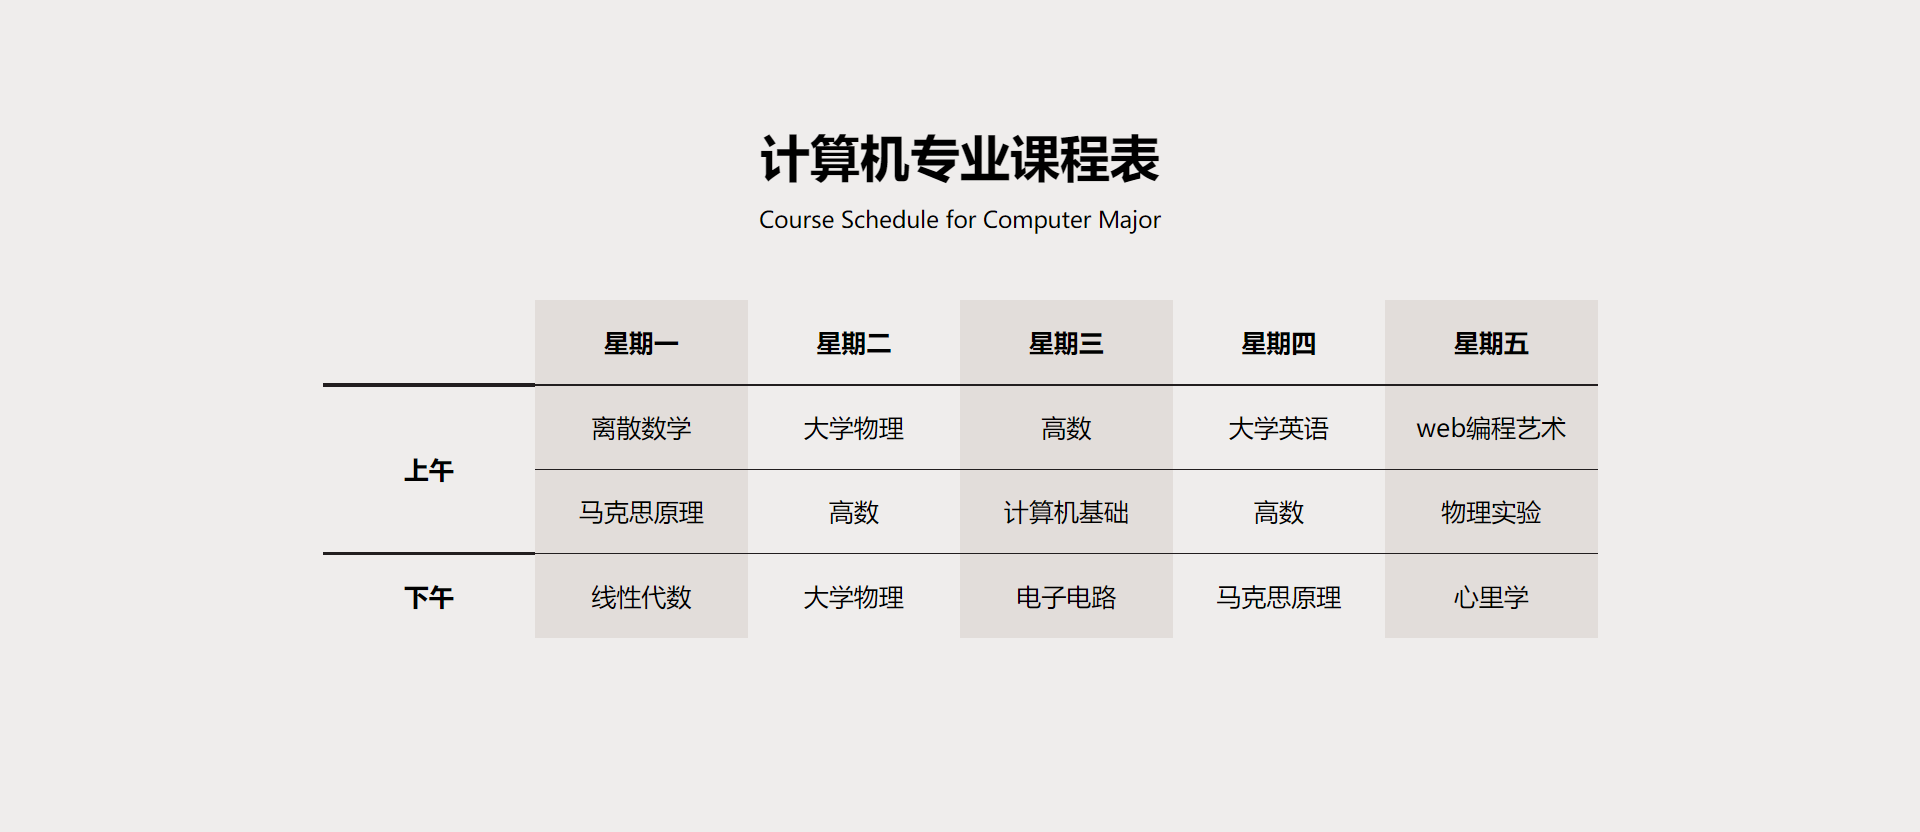 计算机专业课程表
Course Schedule for Computer Major
星期一 星期二 星期三 星期四 星期五
上午 离散数学 大学物理 高数 大学英语 web编程艺术
马克思原理 高数 计算机基础 高数 物理实验
下午 线性代数 大学物理 电子电路 马克思原理 心里学